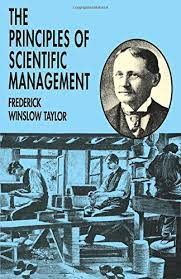 THE
PRINCIPLES OF
SCIENTIFIC
MANAGEMENT
FREDERICK
WINSLOW TAYLOR